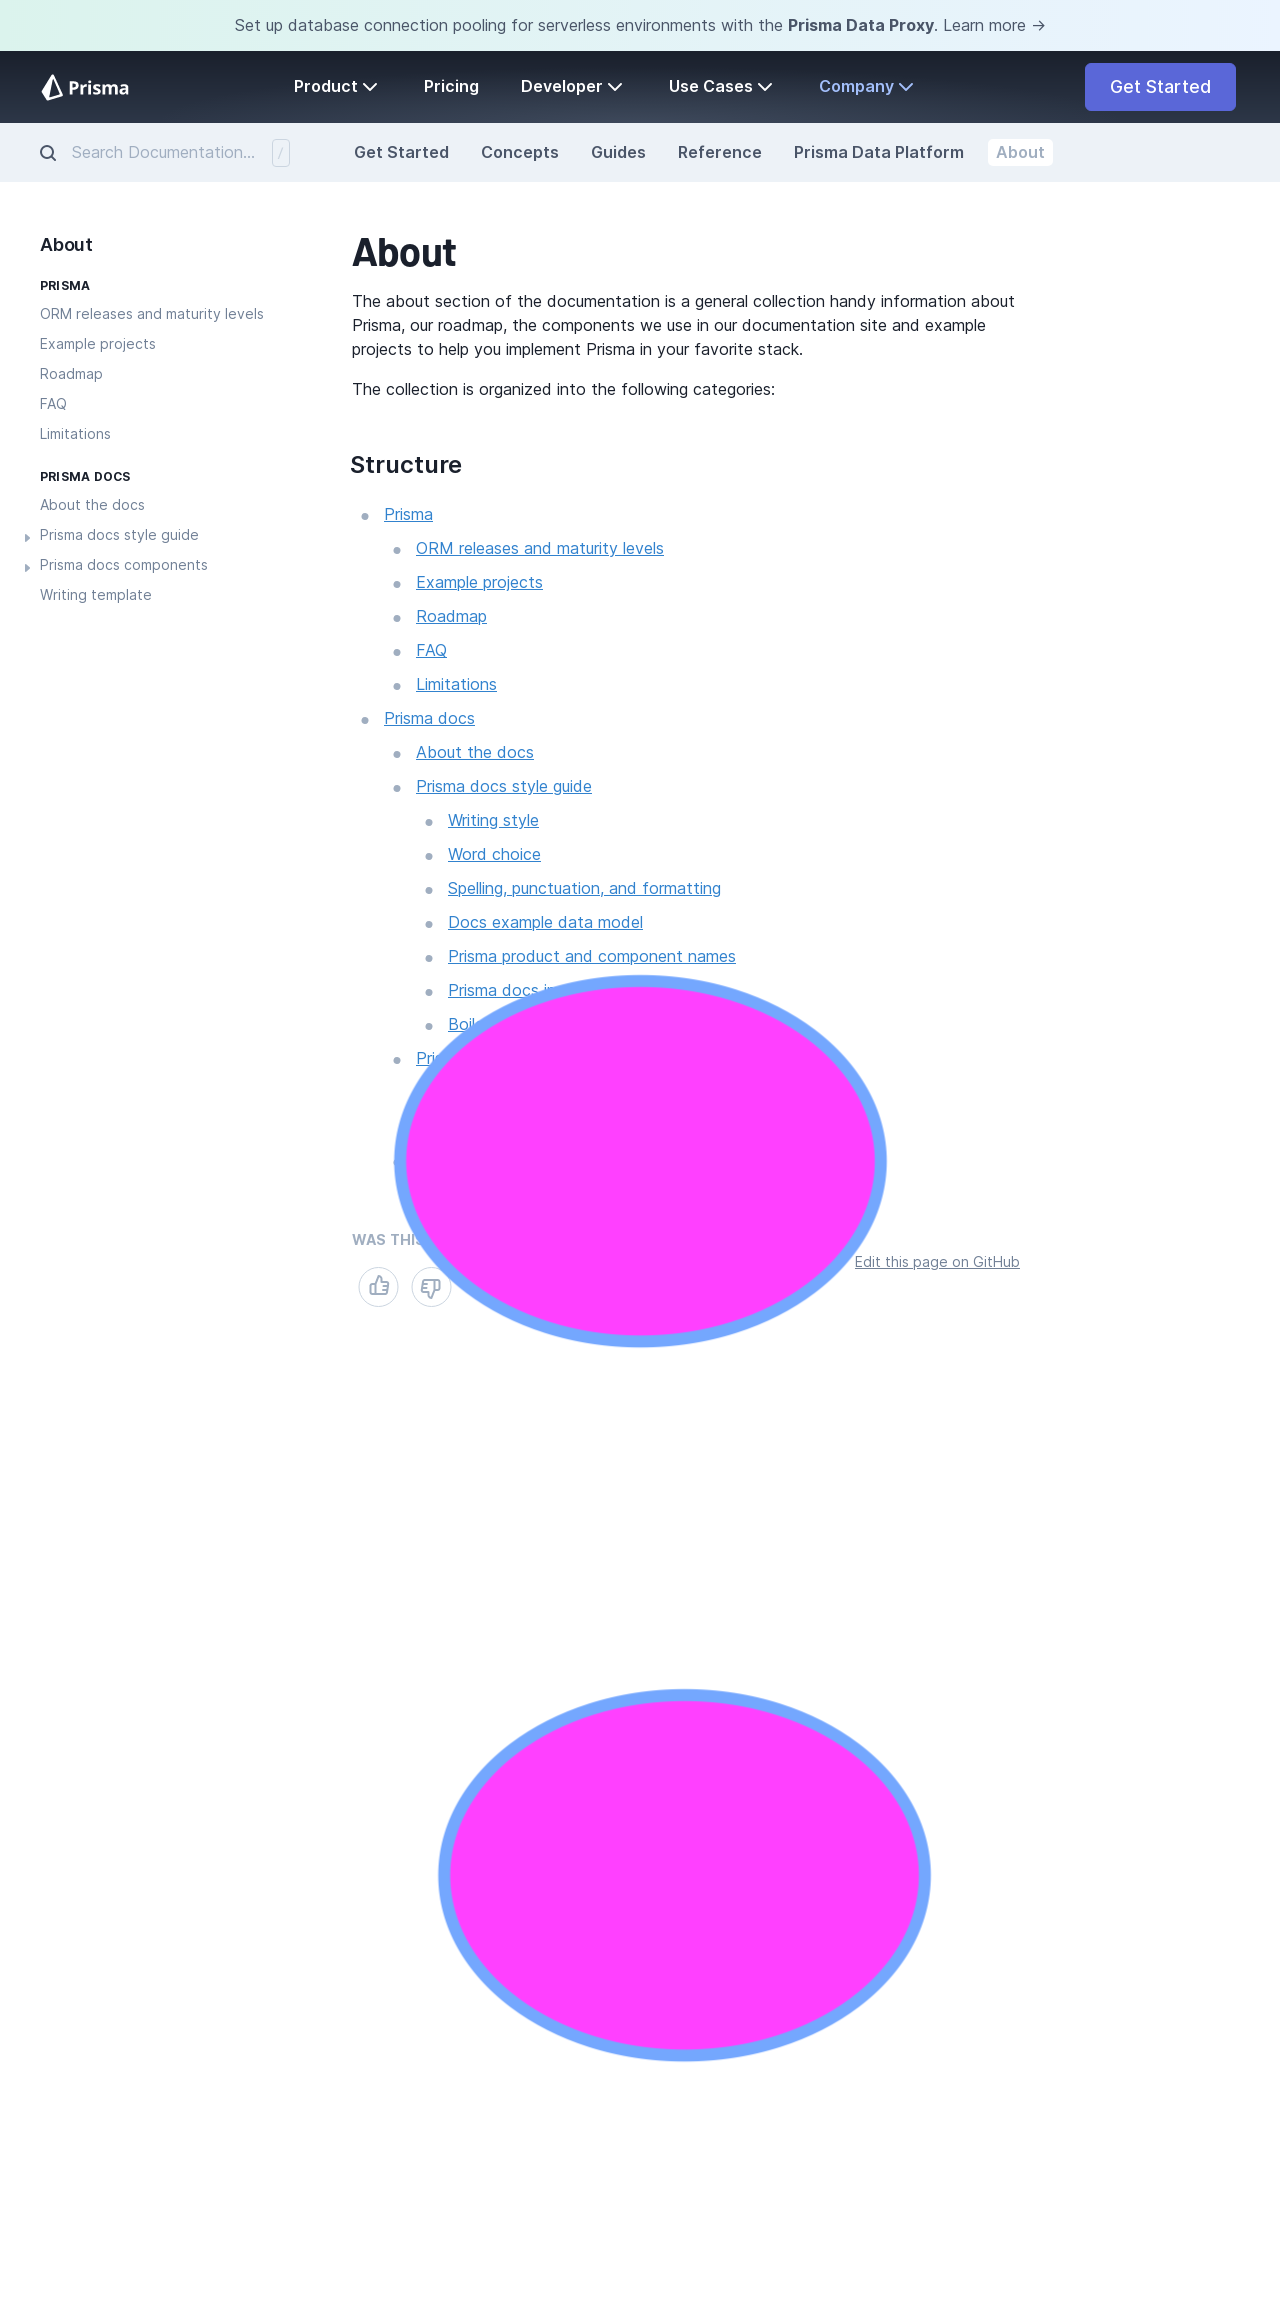 Set up database connection pooling for serverless environments with the Prisma Data Proxy. Learn more →
Prisma
Product
Pricing
Developer
Use Cases
Company
Get Started
Search Documentation...
/
Get Started
Concepts
Guides
Reference
Prisma Data Platform
About
About
PRISMA
ORM releases and maturity levels
Example projects
Roadmap
FAQ
Limitations
PRISMA DOCS
About the docs
Prisma docs style guide
Prisma docs components
Writing template
About
The about section of the documentation is a general collection handy information about
Prisma, our roadmap, the components we use in our documentation site and example
projects to help you implement Prisma in your favorite stack.
The collection is organized into the following categories:
Structure
Prisma
ORM releases and maturity levels
Example projects
Roadmap
FAQ
Limitations
Prisma docs
About the docs
Prisma docs style guide
Writing style
Word choice
Spelling, punctuation, and formatting
Docs example data model
Prisma product and component names
Prisma docs
WAS THIS
Edit this page on GitHub